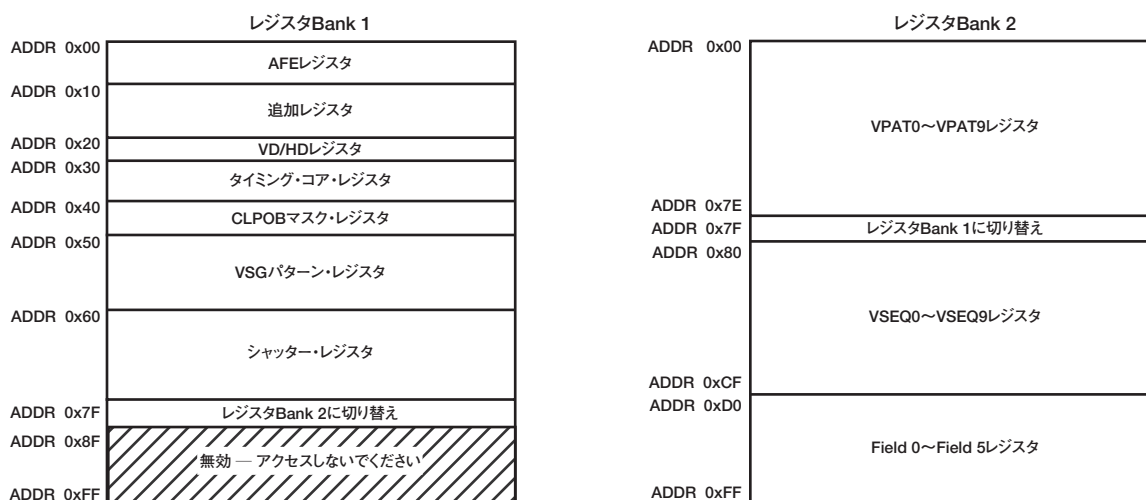 レジスタBank 1
ADDR 0x00
AFEレジスタ
ADDR 0x10
追加レジスタ
ADDR 0x20
VD/HDレジスタ
ADDR 0x30
タイミング・コア・レジスタ
ADDR 0x40
CLPOBマスク・レジスタ
ADDR 0x50
VSGパターン・レジスタ
ADDR 0x60
シャッター・レジスタ
ADDR 0x7F
レジスタBank 2に切り替え
ADDR 0x8F
無効 — アクセスしないでください
ADDR 0xFF
レジスタBank 2
ADDR 0x00
VPAT0～VPAT9レジスタ
ADDR 0x7E
ADDR 0x7F
レジスタBank 1に切り替え
ADDR 0x80
VSEQ0～VSEQ9レジスタ
ADDR 0xCF
ADDR 0xD0
Field 0～Field 5レジスタ
ADDR 0xFF